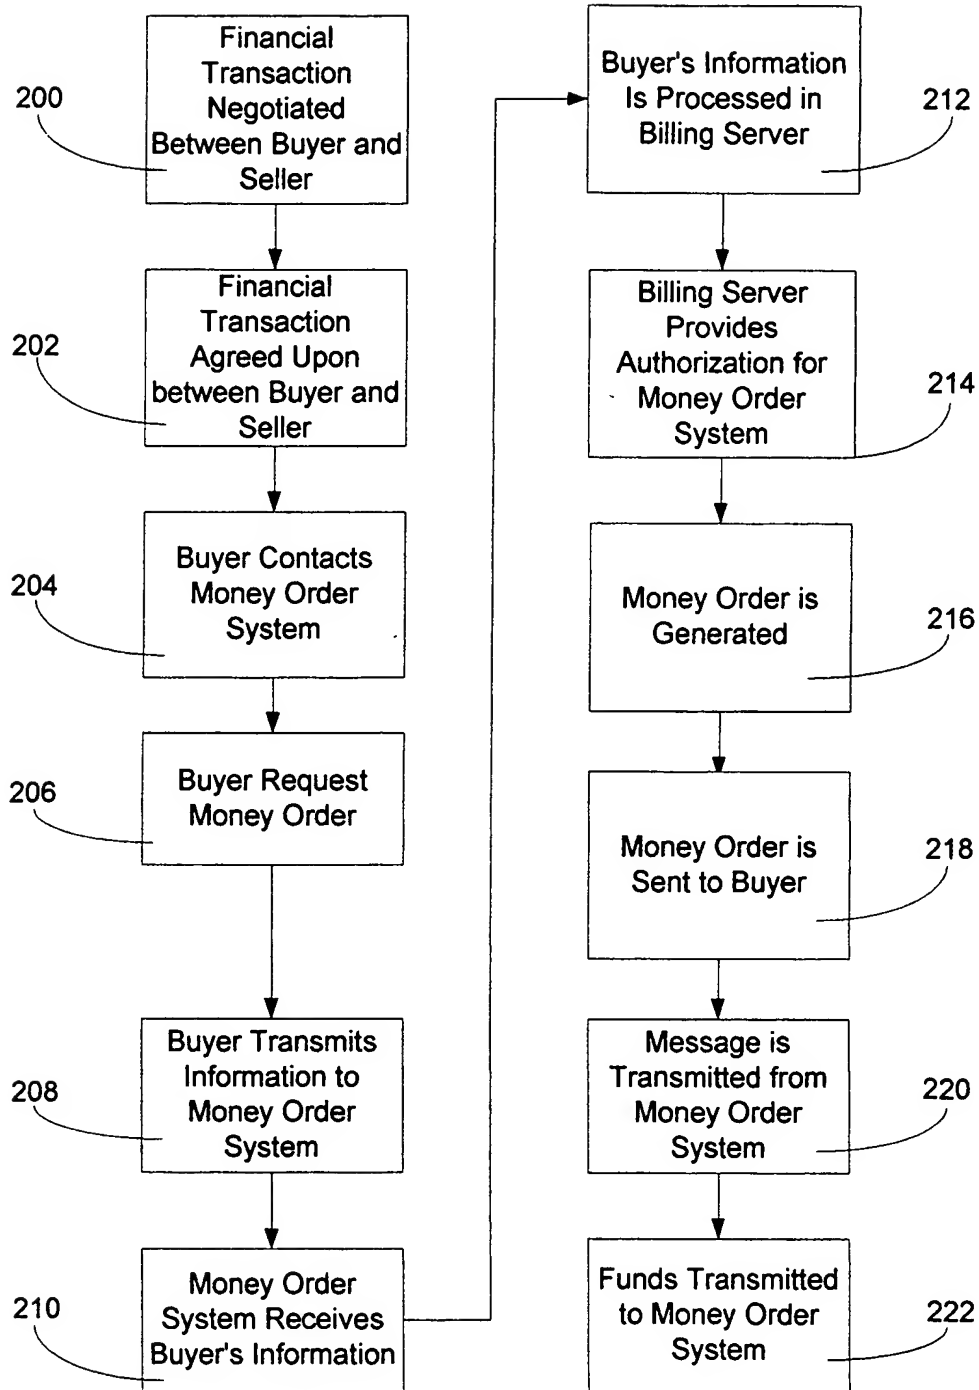 200
Financial
Transaction
Negotiated
Between Buyer and
Seller
202
Financial
Transaction
Agreed Upon
between Buyer and
Seller
204
Buyer Contacts
Money Order
System
206
Buyer Request
Money Order
208
Buyer Transmits
Information to
Money Order
System
210
Money Order
System Receives
Buyer's Information
Buyer's Information
Is Processed in
Billing Server
212
Billing Server
Provides
Authorization for
Money Order
System
214
Money Order is
Generated
216
Money Order is
Sent to Buyer
218
Message is
Transmitted from
Money Order
System
220
Funds Transmitted
to Money Order
System
222